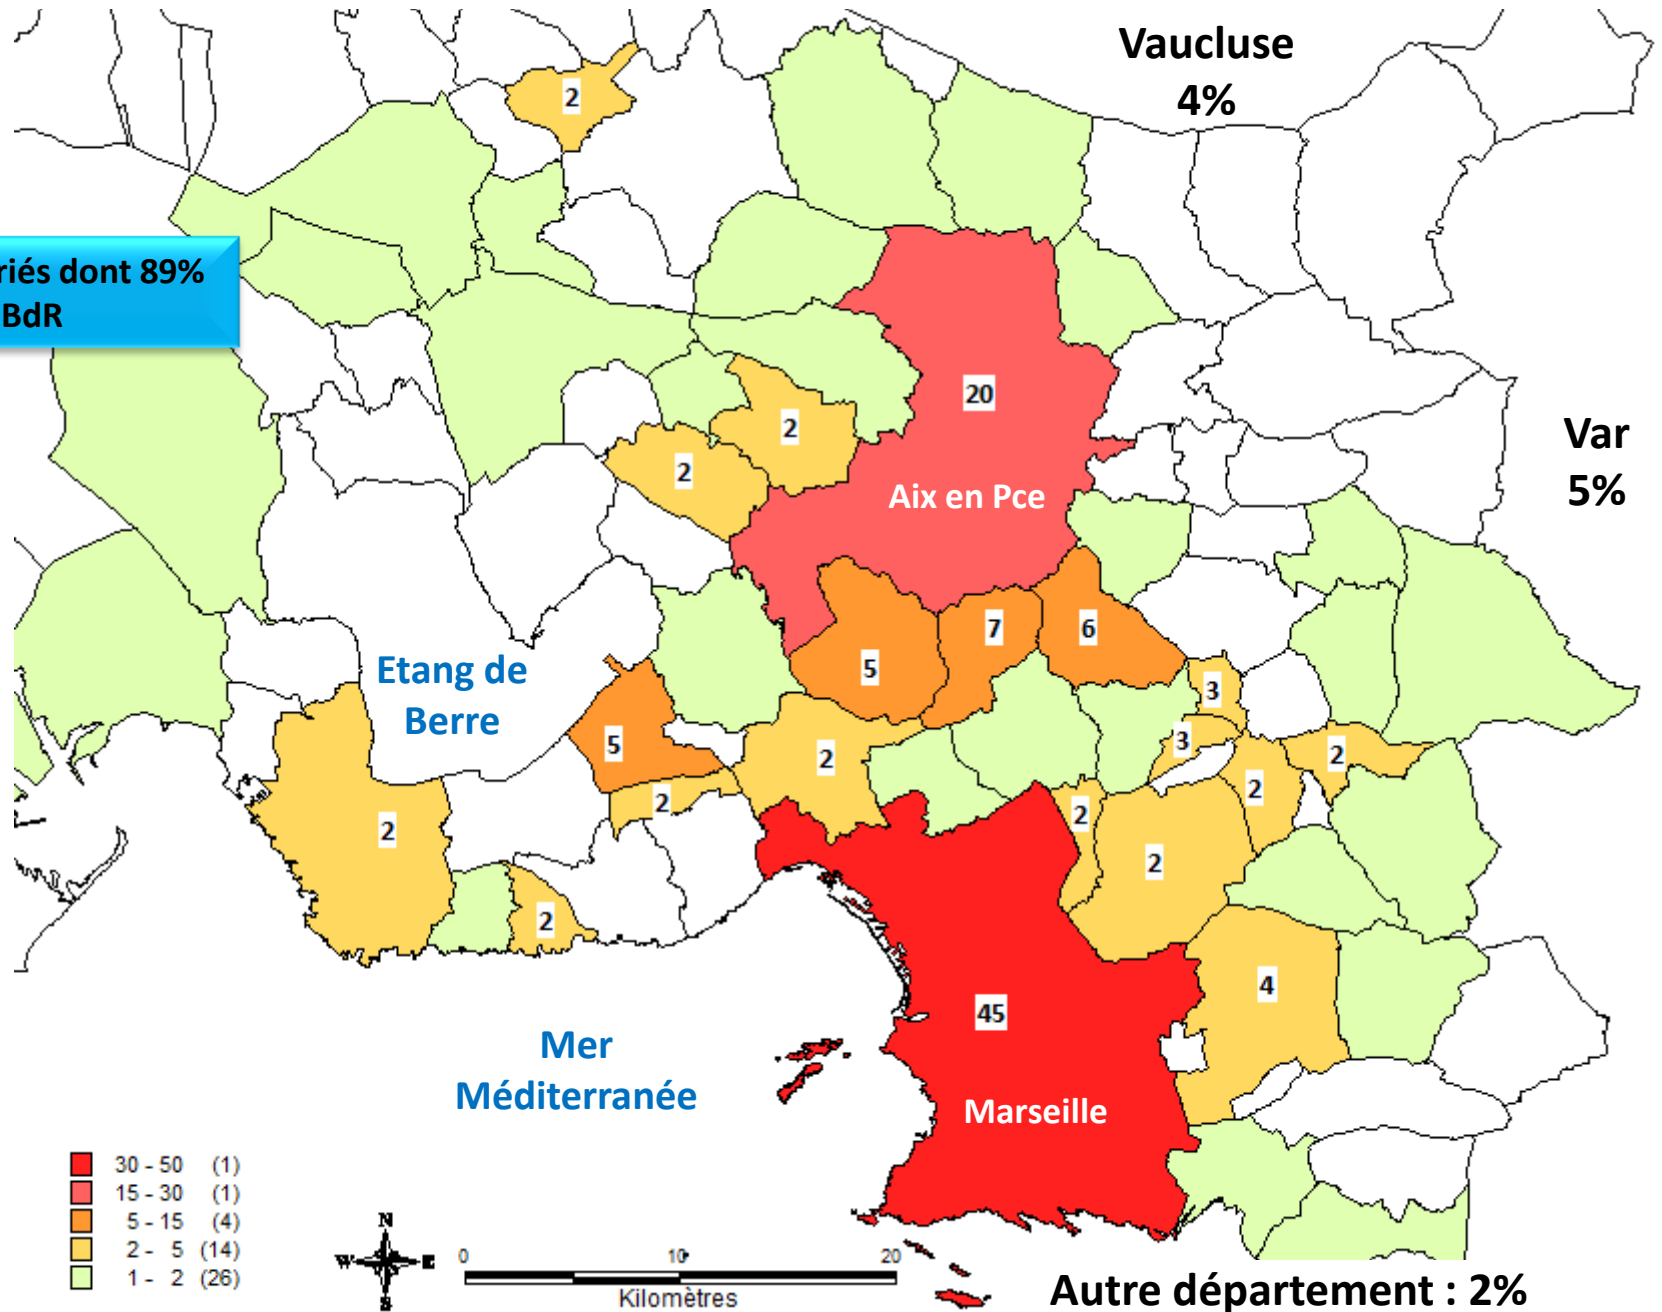 Vaucluse
4%
2
riés dont 89%
BdR
20
2
2
Aix en Pce
Var
5%
7
6
5
Etang de
Berre
3
3
5
2
2
2
2
2
2
2
2
2
4
45
Mer
Méditerranée
Marseille
30 - 50 (1)
15 - 30 (1)
5 - 15 (4)
2 - 5 (14)
1 - 2 (26)
N
W E
S
0 10 20
Kilomètres
Autre département : 2%